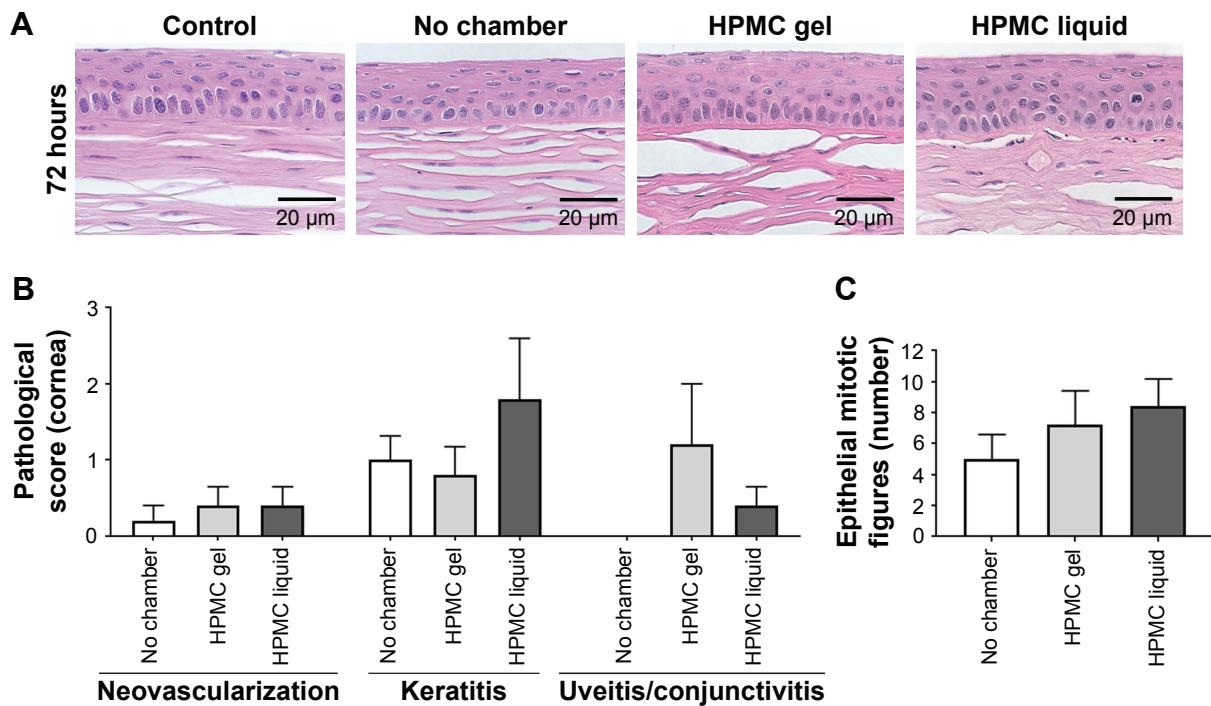 A
Control
No chamber
HPMC gel
HPMC liquid
72 hours
20 µm
20 µm
20 µm
20 µm
B
Pathological
score (cornea)
3
2
1
0
No chamber
HPMC gel
HPMC liquid
No chamber
HPMC gel
HPMC liquid
No chamber
HPMC gel
HPMC liquid
Neovascularization
Keratitis
Uveitis/conjunctivitis
C
Epithelial mitotic
figures (number)
12
10
8
6
4
2
0
No chamber
HPMC gel
HPMC liquid